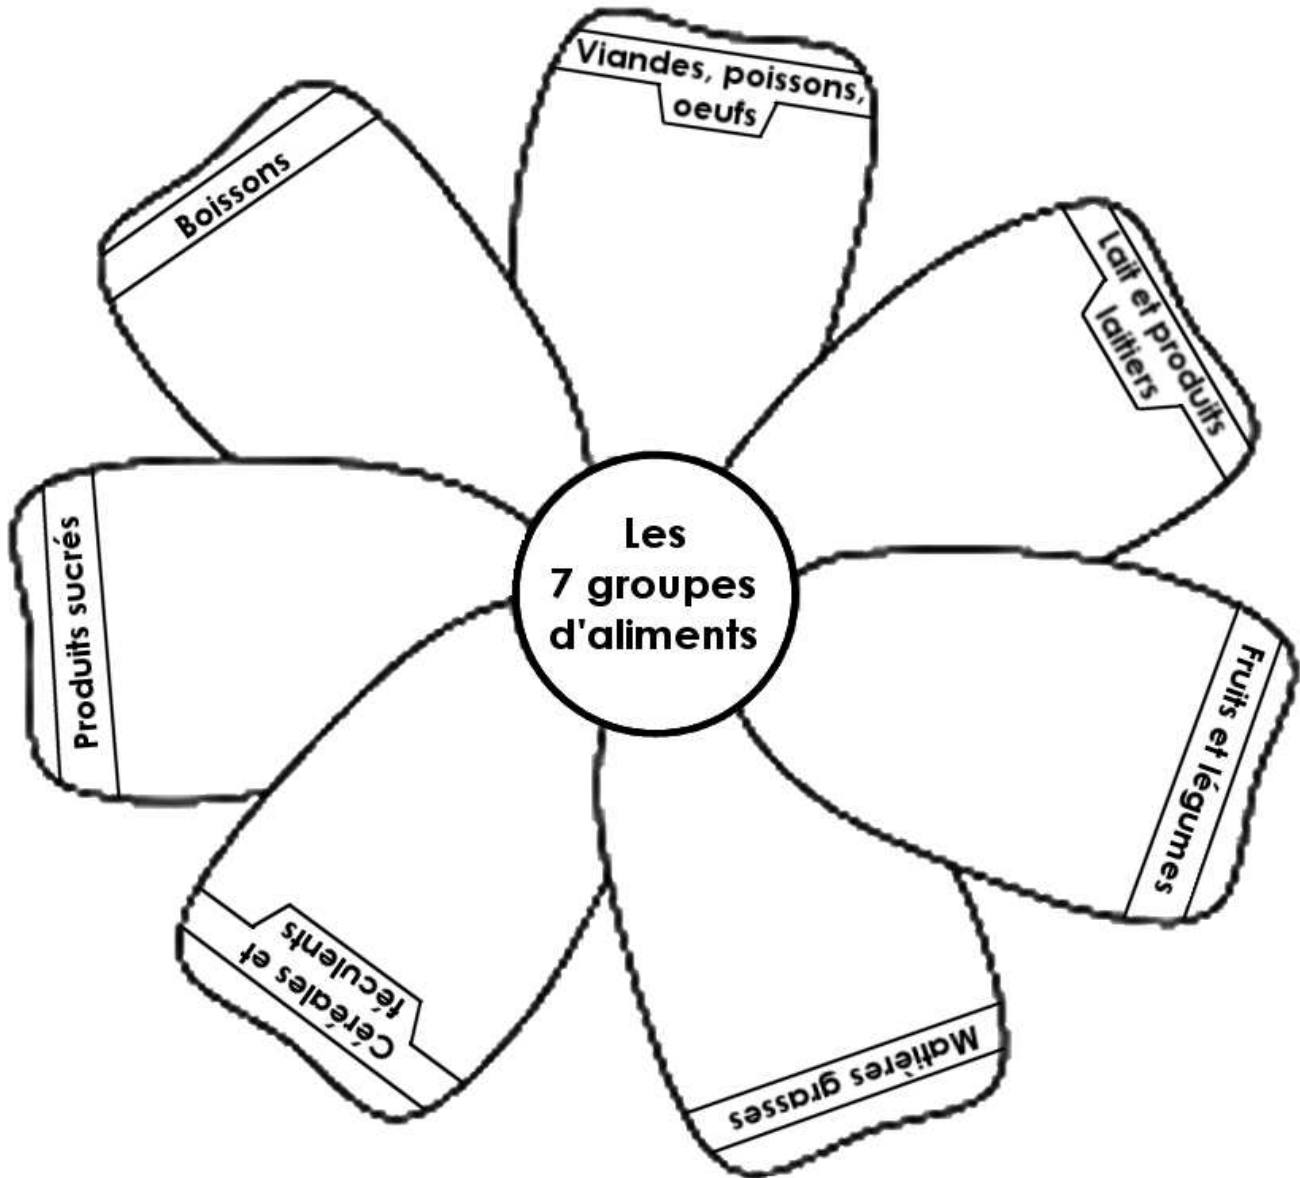 Viandes, poissons,
oeufs
Lait et produits
laitiers
Fruits et légumes
Matières grasses
Céréales et
féculents
Produits sucrés
Boissons
Les
7 groupes
d'aliments